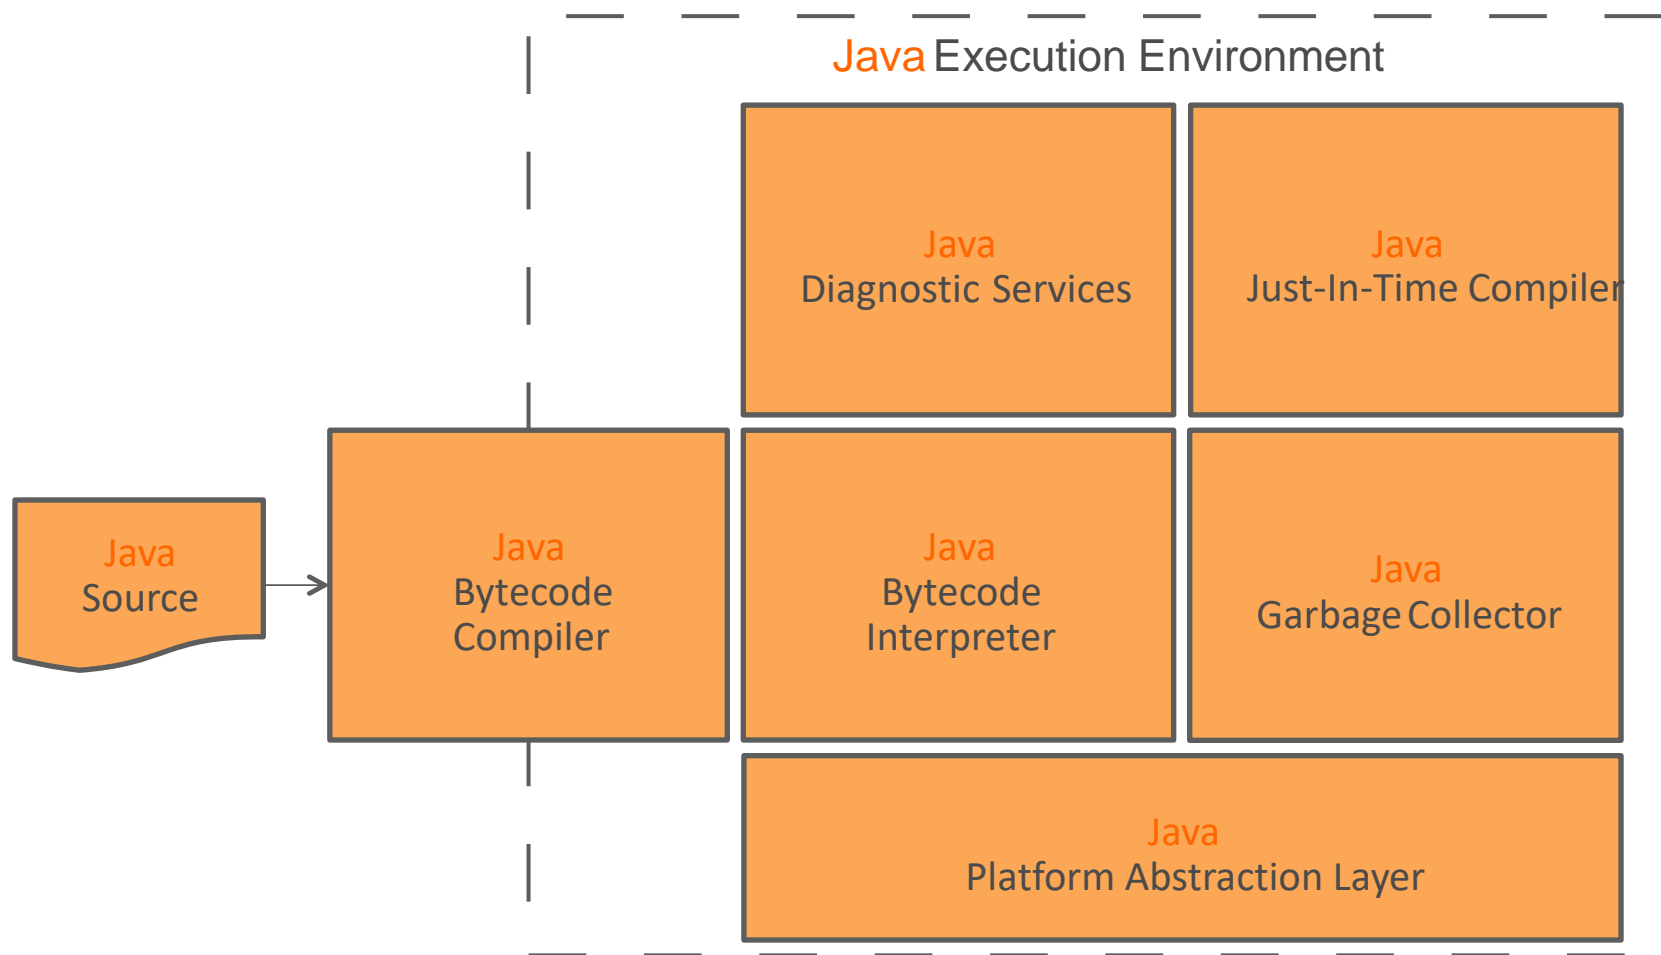 Java Execution Environment
Java
Diagnostic Services
Java
Just-In-Time Compiler
Java
Source
Java
Bytecode
Compiler
Java
Bytecode
Interpreter
Java
Garbage Collector
Java
Platform Abstraction Layer